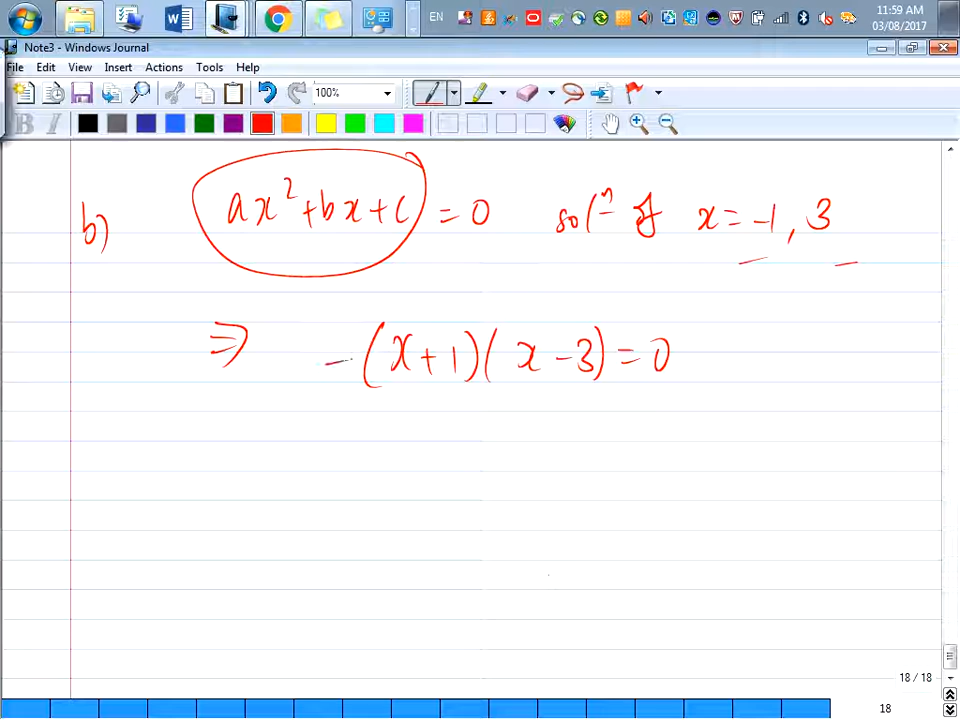 EN
11:59 AM
03/08/2017
Note3 - Windows Journal
File Edit View Insert Actions Tools Help
100%
B I
b) ax²+bx+c = 0 solⁿ of x = -1, 3
⇒ -(x+1)(x-3)=0
18 / 18
18